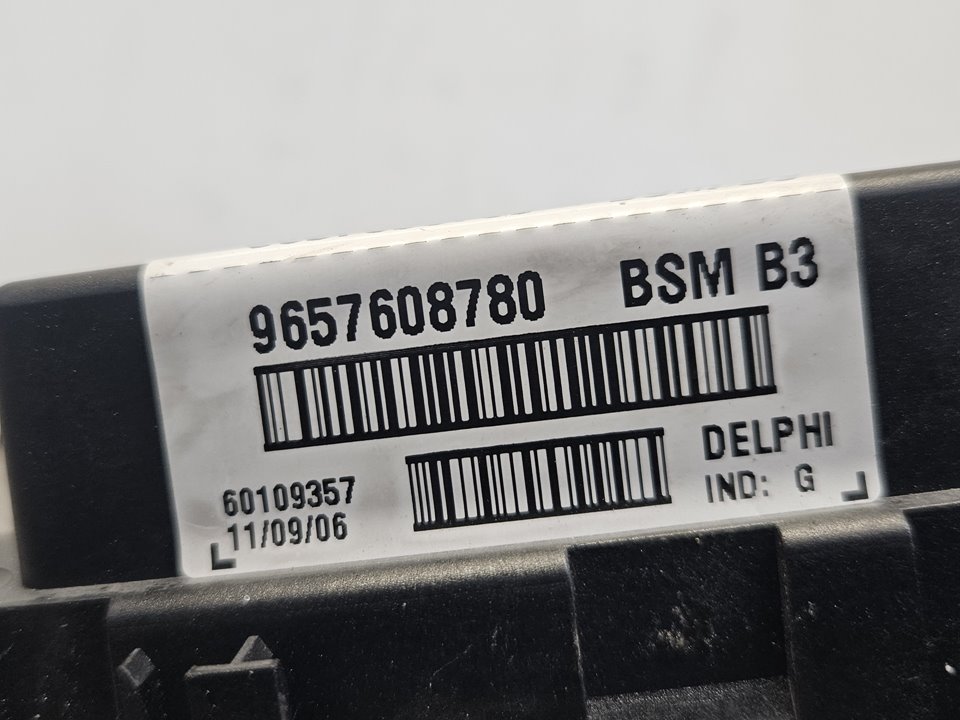 9657608780 BSM B3
DELPHI
IND: G
60109357
11/09/06